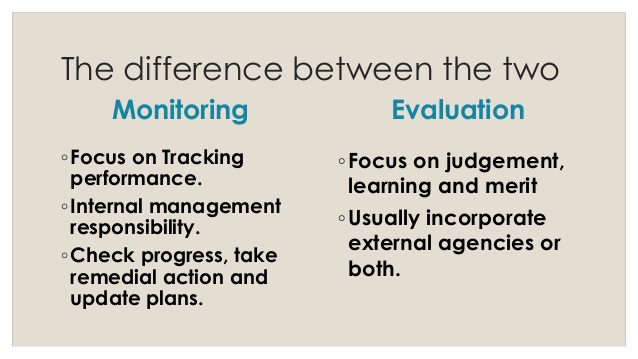 The difference between the two
Monitoring
◦Focus on Tracking
performance.
◦Internal management
responsibility.
◦Check progress, take
remedial action and
update plans.
Evaluation
◦Focus on judgement,
learning and merit
◦Usually incorporate
external agencies or
both.